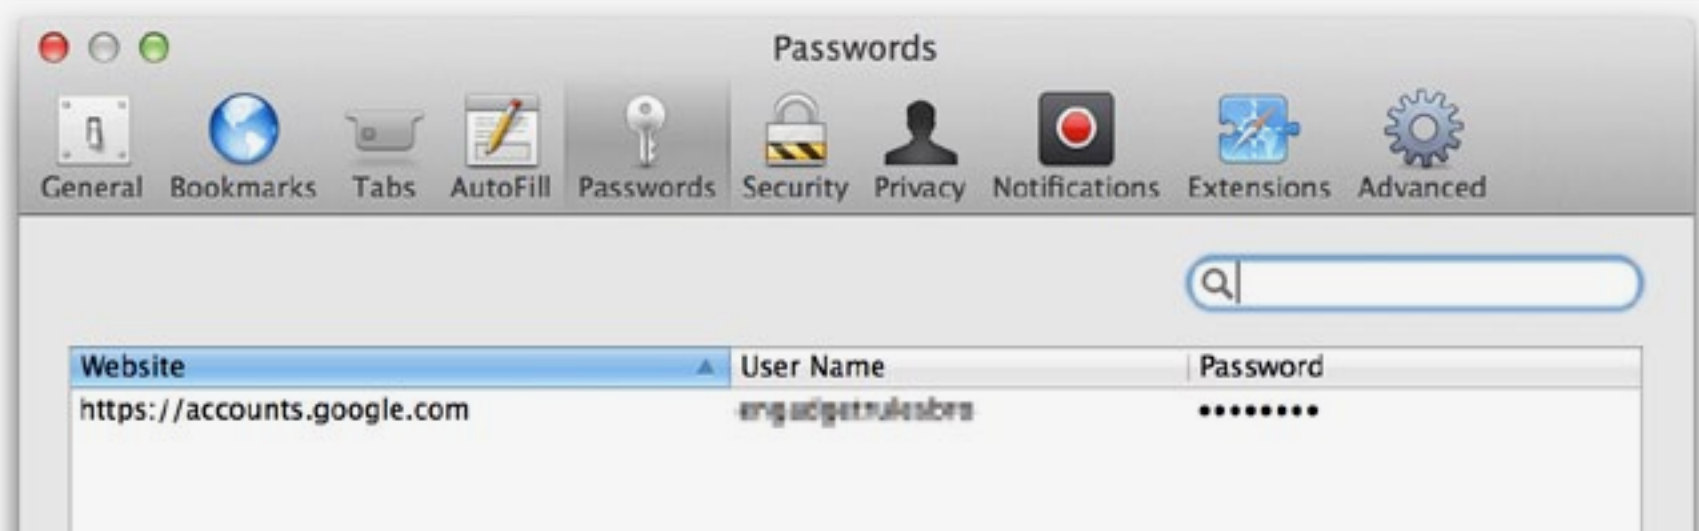 Passwords
General Bookmarks Tabs AutoFill Passwords Security Privacy Notifications Extensions Advanced
Website User Name Password
https://accounts.google.com ••••••••